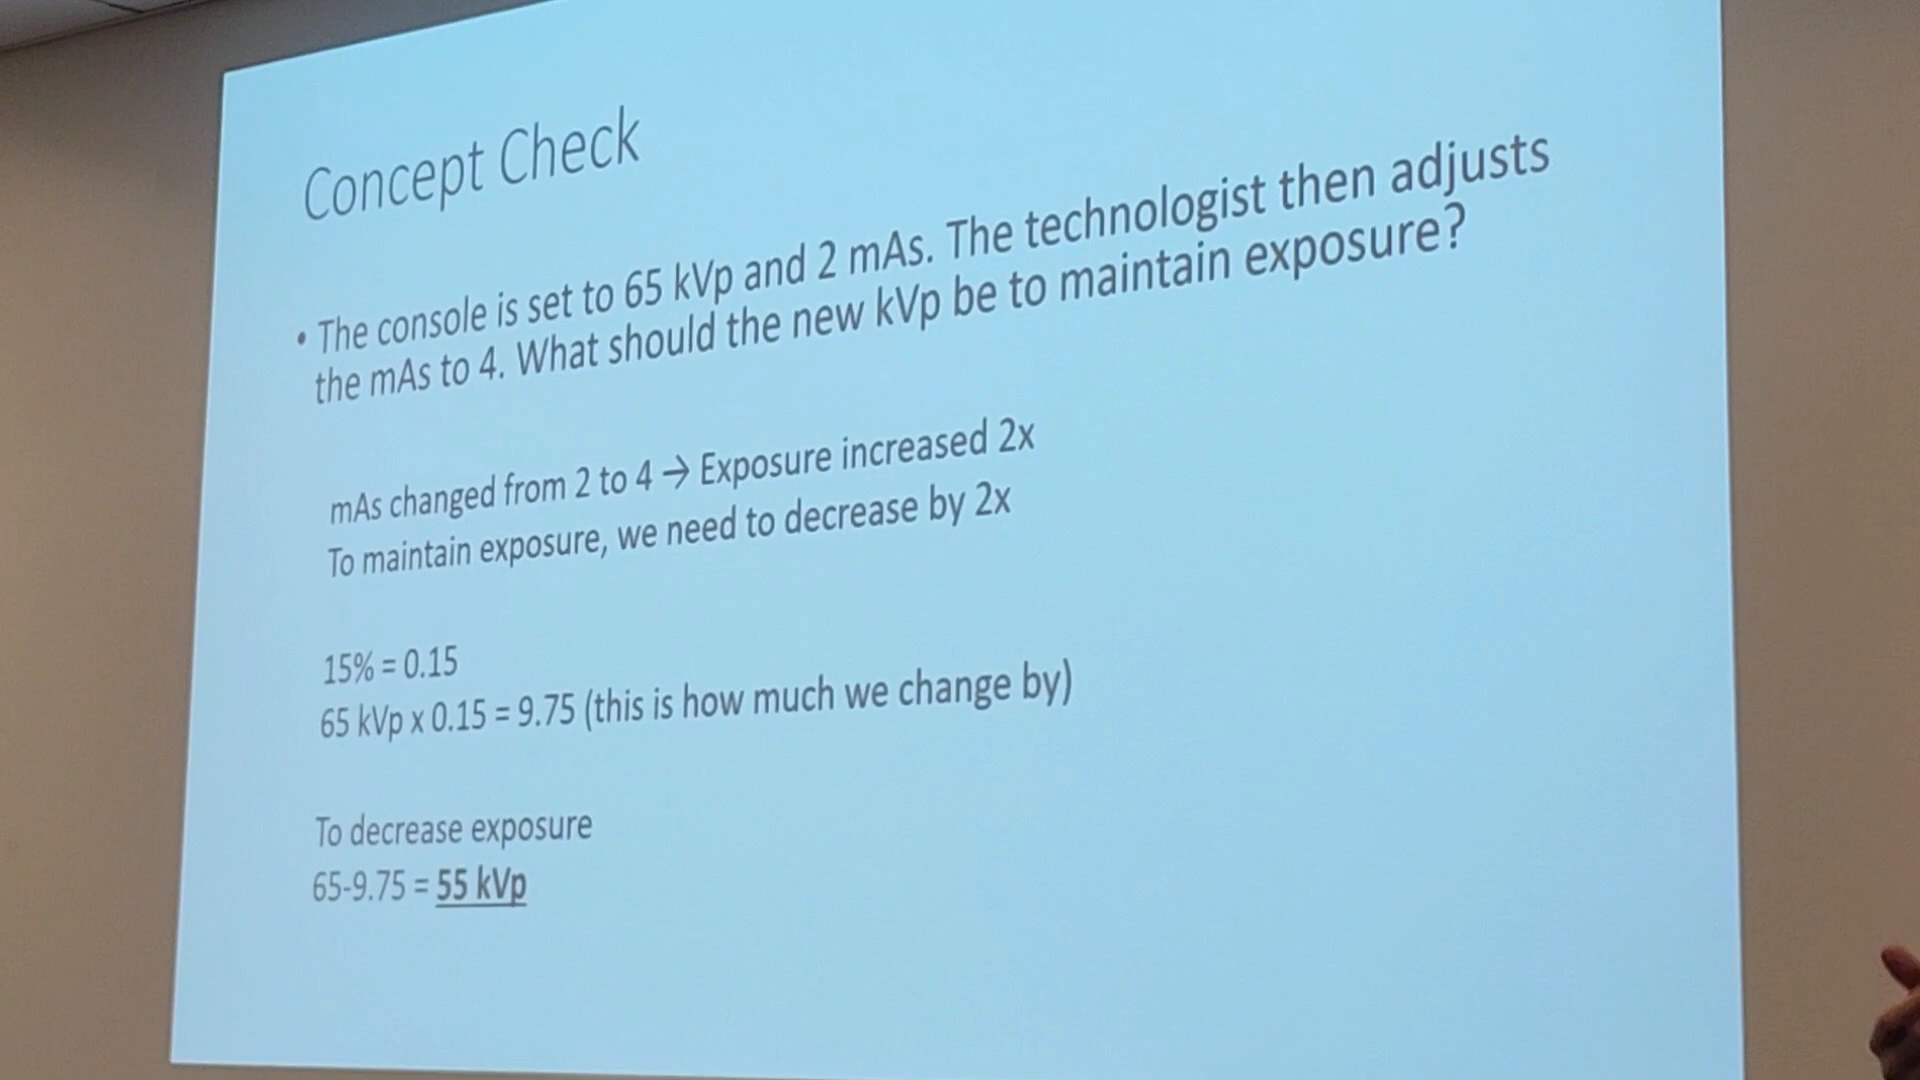 Concept Check
• The console is set to 65 kVp and 2 mAs. The technologist then adjusts
the mAs to 4. What should the new kVp be to maintain exposure?
mAs changed from 2 to 4 → Exposure increased 2x
To maintain exposure, we need to decrease by 2x
15% = 0.15
65 kVp x 0.15 = 9.75 (this is how much we change by)
To decrease exposure
65-9.75 = 55 kVp